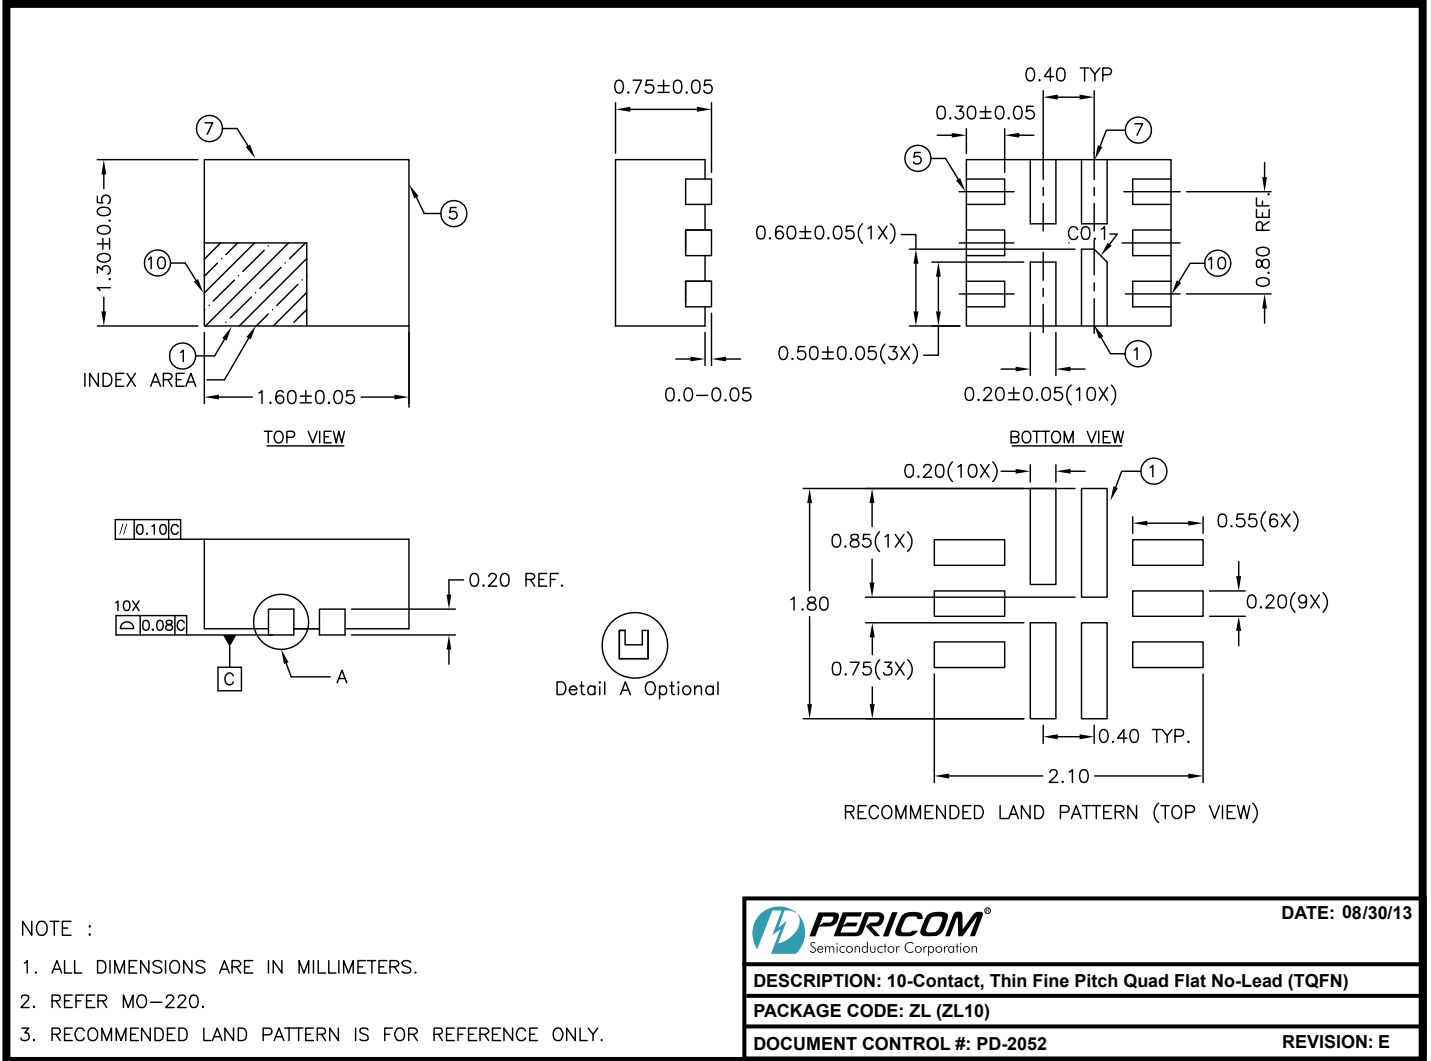 0.75±0.05
0.40 TYP
0.30±0.05
7
7
5
1.30±0.05
5
0.60±0.05(1X)
C0.1
0.80 REF.
10
10
1
0.50±0.05(3X)
1
INDEX AREA
1.60±0.05
0.0-0.05
0.20±0.05(10X)
TOP VIEW
BOTTOM VIEW
0.20(10X)
1
// 0.10 C
0.55(6X)
0.85(1X)
0.20 REF.
10X
1.80
0.20(9X)
⌓ 0.08 C
0.75(3X)
C
A
Detail A Optional
0.40 TYP.
2.10
RECOMMENDED LAND PATTERN (TOP VIEW)
NOTE :
1. ALL DIMENSIONS ARE IN MILLIMETERS.
2. REFER MO-220.
3. RECOMMENDED LAND PATTERN IS FOR REFERENCE ONLY.
PERICOM®
Semiconductor Corporation
DATE: 08/30/13
DESCRIPTION: 10-Contact, Thin Fine Pitch Quad Flat No-Lead (TQFN)
PACKAGE CODE: ZL (ZL10)
DOCUMENT CONTROL #: PD-2052
REVISION: E